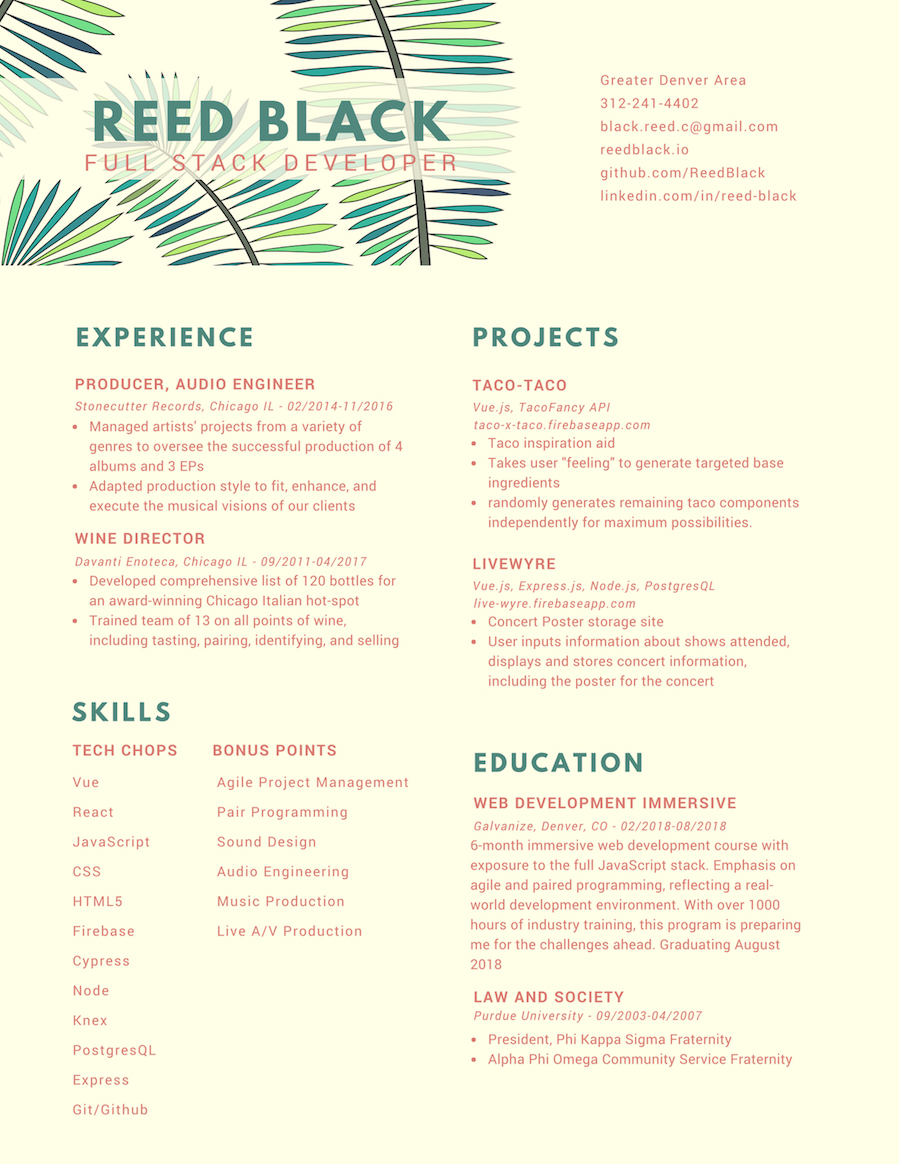 REED BLACK
FULL STACK DEVELOPER
Greater Denver Area
312-241-4402
black.reed.c@gmail.com
reedblack.io
github.com/ReedBlack
linkedin.com/in/reed-black
EXPERIENCE
PRODUCER, AUDIO ENGINEER
Stonecutter Records, Chicago IL - 02/2014-11/2016
• Managed artists' projects from a variety of
genres to oversee the successful production of 4
albums and 3 EPs
• Adapted production style to fit, enhance, and
execute the musical visions of our clients
WINE DIRECTOR
Davanti Enoteca, Chicago IL - 09/2011-04/2017
• Developed comprehensive list of 120 bottles for
an award-winning Chicago Italian hot-spot
• Trained team of 13 on all points of wine,
including tasting, pairing, identifying, and selling
SKILLS
TECH CHOPS
Vue
React
JavaScript
CSS
HTML5
Firebase
Cypress
Node
Knex
PostgresQL
Express
Git/Github
BONUS POINTS
Agile Project Management
Pair Programming
Sound Design
Audio Engineering
Music Production
Live A/V Production
PROJECTS
TACO-TACO
Vue.js, TacoFancy API
taco-x-taco.firebaseapp.com
• Taco inspiration aid
• Takes user "feeling" to generate targeted base
ingredients
• randomly generates remaining taco components
independently for maximum possibilities.
LIVEWYRE
Vue.js, Express.js, Node.js, PostgresQL
live-wyre.firebaseapp.com
• Concert Poster storage site
• User inputs information about shows attended,
displays and stores concert information,
including the poster for the concert
EDUCATION
WEB DEVELOPMENT IMMERSIVE
Galvanize, Denver, CO - 02/2018-08/2018
6-month immersive web development course with
exposure to the full JavaScript stack. Emphasis on
agile and paired programming, reflecting a real-
world development environment. With over 1000
hours of industry training, this program is preparing
me for the challenges ahead. Graduating August
2018
LAW AND SOCIETY
Purdue University - 09/2003-04/2007
• President, Phi Kappa Sigma Fraternity
• Alpha Phi Omega Community Service Fraternity